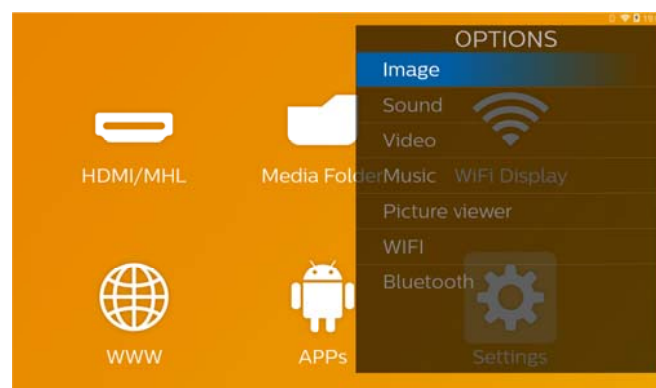 OPTIONS
Image
Sound
Video
HDMI/MHL
Media Folder
Music
WiFi Display
Picture viewer
WIFI
Bluetooth
WWW
APPs
Settings